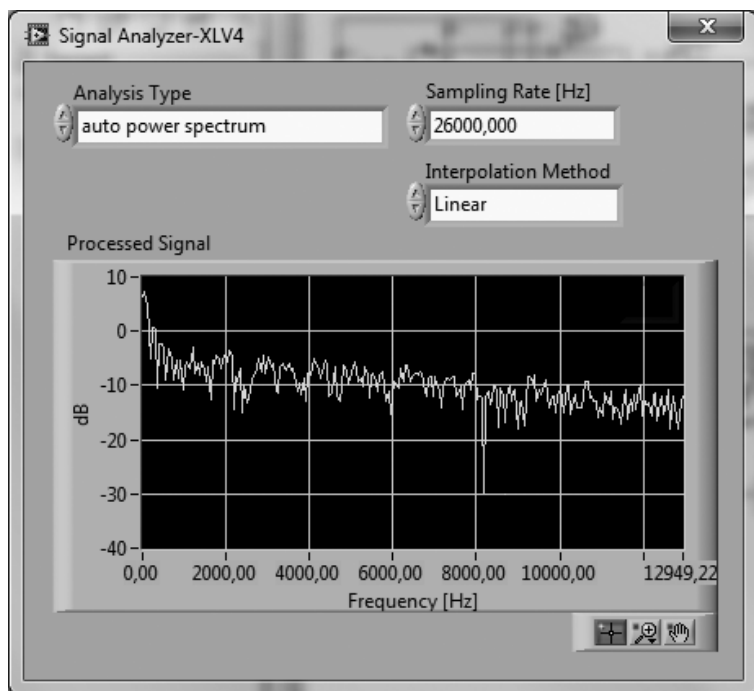 Signal Analyzer-XLV4
Analysis Type
auto power spectrum
Sampling Rate [Hz]
26000,000
Interpolation Method
Linear
Processed Signal
10
0
-10
-20
-30
-40
dB
0,00 2000,00 4000,00 6000,00 8000,00 10000,00 12949,22
Frequency [Hz]